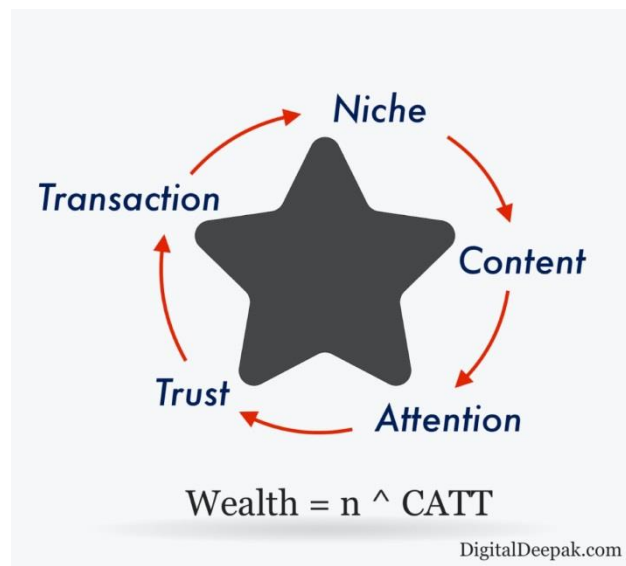 Niche
Content
Attention
Trust
Transaction
Wealth = n ^ CATT
DigitalDeepak.com